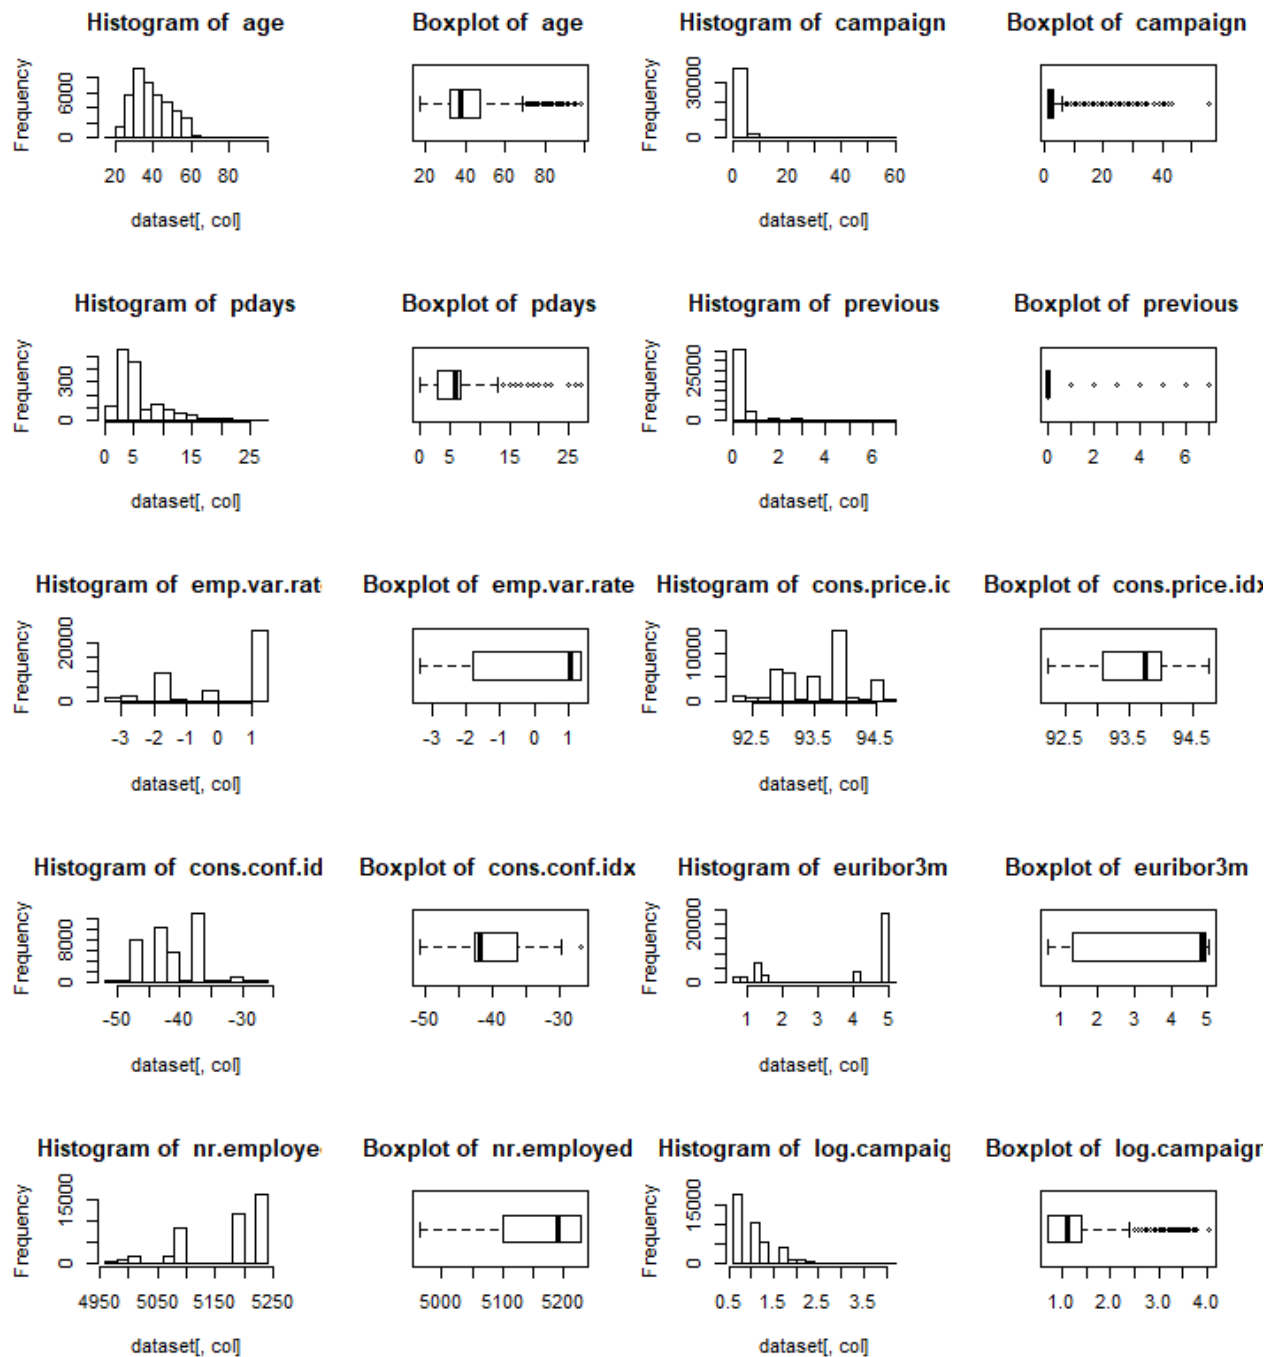 Histogram of age
Boxplot of age
Histogram of campaign
Boxplot of campaign
Frequency
0 6000
20 40 60 80
dataset[, col]
20 40 60 80
Frequency
0 30000
0 20 40 60
dataset[, col]
0 20 40
Histogram of pdays
Boxplot of pdays
Histogram of previous
Boxplot of previous
Frequency
0 300
0 5 15 25
dataset[, col]
0 5 15 25
Frequency
0 25000
0 2 4 6
dataset[, col]
0 2 4 6
Histogram of emp.var.rat
Boxplot of emp.var.rate
Histogram of cons.price.id
Boxplot of cons.price.idx
Frequency
0 20000
-3 -2 -1 0 1
dataset[, col]
-3 -2 -1 0 1
Frequency
0 10000
92.5 93.5 94.5
dataset[, col]
92.5 93.5 94.5
Histogram of cons.conf.id
Boxplot of cons.conf.idx
Histogram of euribor3m
Boxplot of euribor3m
Frequency
0 8000
-50 -40 -30
dataset[, col]
-50 -40 -30
Frequency
0 20000
1 2 3 4 5
dataset[, col]
1 2 3 4 5
Histogram of nr.employe
Boxplot of nr.employed
Histogram of log.campaig
Boxplot of log.campaign
Frequency
0 15000
4950 5050 5150 5250
dataset[, col]
5000 5100 5200
Frequency
0 15000
0.5 1.5 2.5 3.5
dataset[, col]
1.0 2.0 3.0 4.0